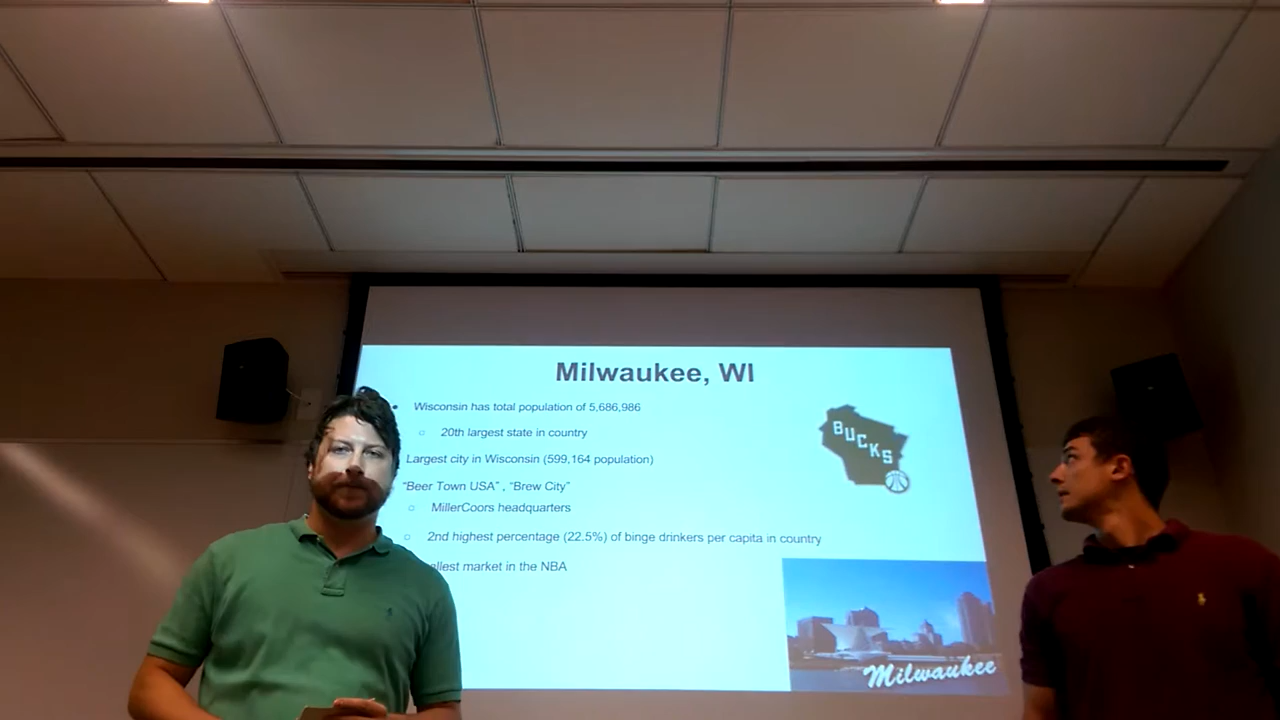 Milwaukee, WI
Wisconsin has total population of 5,686,986
20th largest state in country
Largest city in Wisconsin (599,164 population)
"Beer Town USA" , "Brew City"
MillerCoors headquarters
2nd highest percentage (22.5%) of binge drinkers per capita in country
market in the NBA
BUCKS
Milwaukee